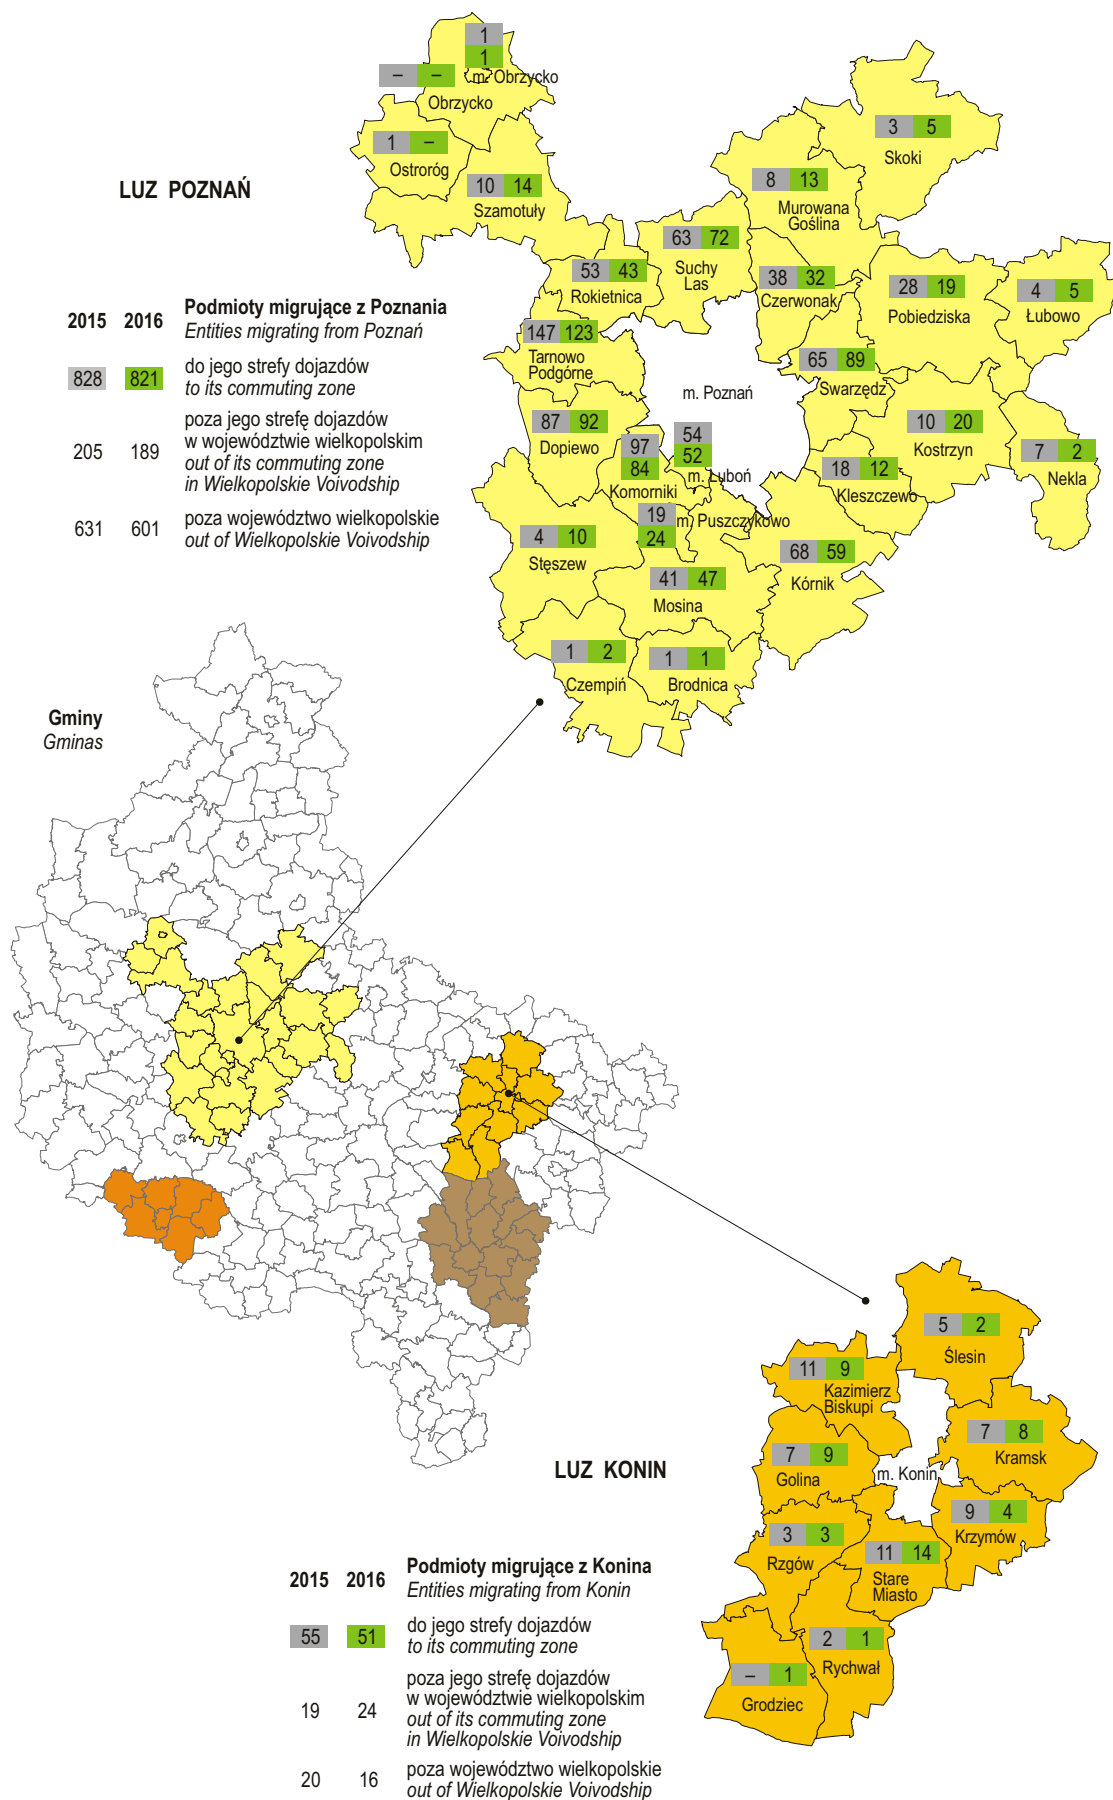 1
1
m. Obrzycko
– –
Obrzycko
1 –
Ostroróg
3 5
Skoki
LUZ POZNAŃ
10 14
Szamotuły
8 13
Murowana
Goślina
63 72
Suchy
Las
53 43
Rokietnica
38 32
Czerwonak
28 19
Pobiedziska
4 5
Łubowo
147 123
Tarnowo
Podgórne
65 89
Swarzędz
m. Poznań
87 92
Dopiewo
97
84
Komorniki
54
52
m. Luboń
10 20
Kostrzyn
7 2
Nekla
18 12
Kleszczewo
19
24
m. Puszczykowo
4 10
Stęszew
68 59
Kórnik
41 47
Mosina
1 2
Czempiń
1 1
Brodnica
2015 2016 Podmioty migrujące z Poznania
Entities migrating from Poznań
828 821 do jego strefy dojazdów
to its commuting zone
poza jego strefę dojazdów
205 189 w województwie wielkopolskim
out of its commuting zone
in Wielkopolskie Voivodship
631 601 poza województwo wielkopolskie
out of Wielkopolskie Voivodship
Gminy
Gminas
5 2
Ślesin
11 9
Kazimierz
Biskupi
7 8
Kramsk
7 9
Golina
m. Konin
9 4
Krzymów
3 3
Rzgów
11 14
Stare
Miasto
2 1
Rychwał
– 1
Grodziec
LUZ KONIN
2015 2016 Podmioty migrujące z Konina
Entities migrating from Konin
55 51 do jego strefy dojazdów
to its commuting zone
poza jego strefę dojazdów
19 24 w województwie wielkopolskim
out of its commuting zone
in Wielkopolskie Voivodship
20 16 poza województwo wielkopolskie
out of Wielkopolskie Voivodship